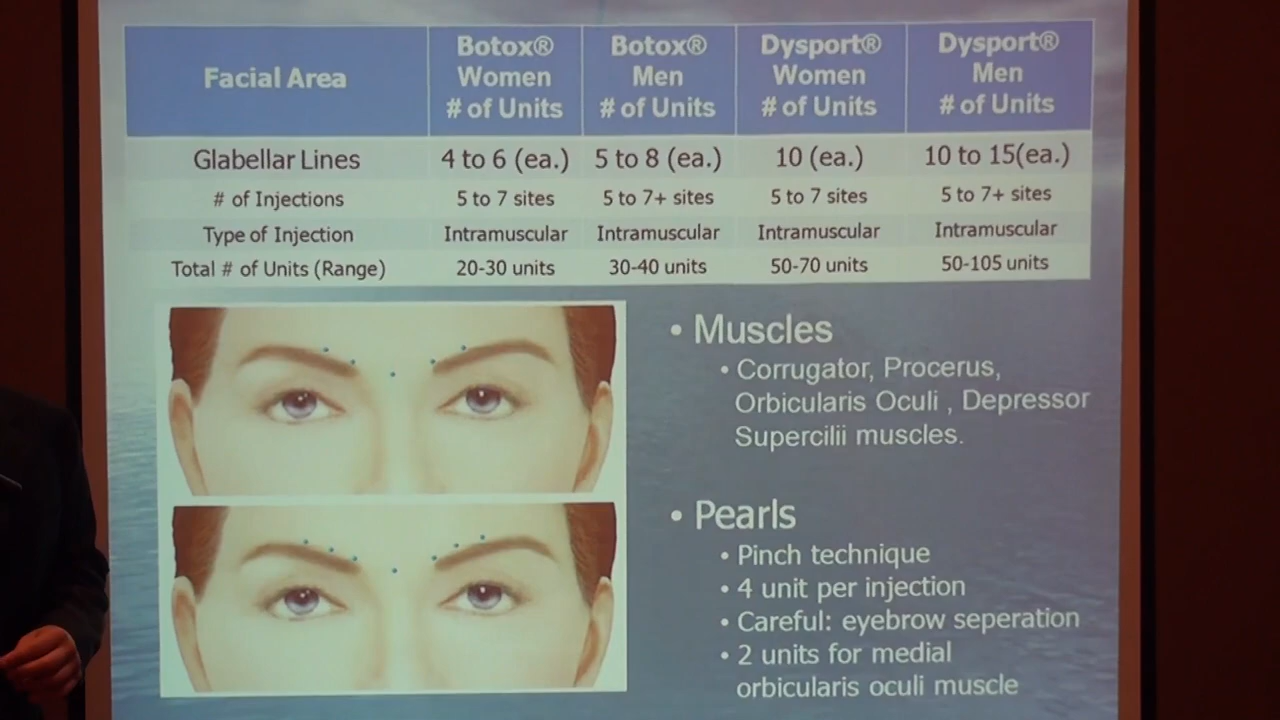 Facial Area
Botox®
Women
# of Units
Botox®
Men
# of Units
Dysport®
Women
# of Units
Dysport®
Men
# of Units
Glabellar Lines 4 to 6 (ea.) 5 to 8 (ea.) 10 (ea.) 10 to 15(ea.)
# of Injections 5 to 7 sites 5 to 7+ sites 5 to 7 sites 5 to 7+ sites
Type of Injection Intramuscular Intramuscular Intramuscular Intramuscular
Total # of Units (Range) 20-30 units 30-40 units 50-70 units 50-105 units
• Muscles
• Corrugator, Procerus,
Orbicularis Oculi , Depressor
Supercilii muscles.
• Pearls
• Pinch technique
• 4 unit per injection
• Careful: eyebrow seperation
• 2 units for medial
orbicularis oculi muscle